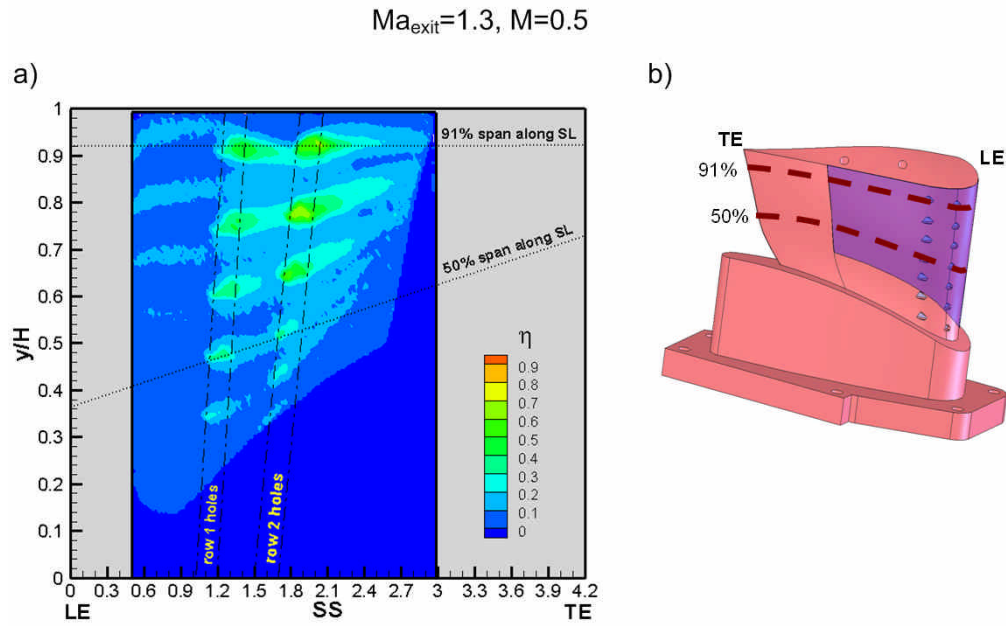 Ma_exit=1.3, M=0.5
a)
b)
1
0.9
0.8
0.7
0.6
0.5
0.4
0.3
0.2
0.1
0
y/H
91% span along SL
50% span along SL
η
0.9
0.8
0.7
0.6
0.5
0.4
0.3
0.2
0.1
0
row 1 holes
row 2 holes
0 0.3 0.6 0.9 1.2 1.5 1.8 2.1 2.4 2.7 3 3.3 3.6 3.9 4.2
LE SS TE
TE
LE
91%
50%